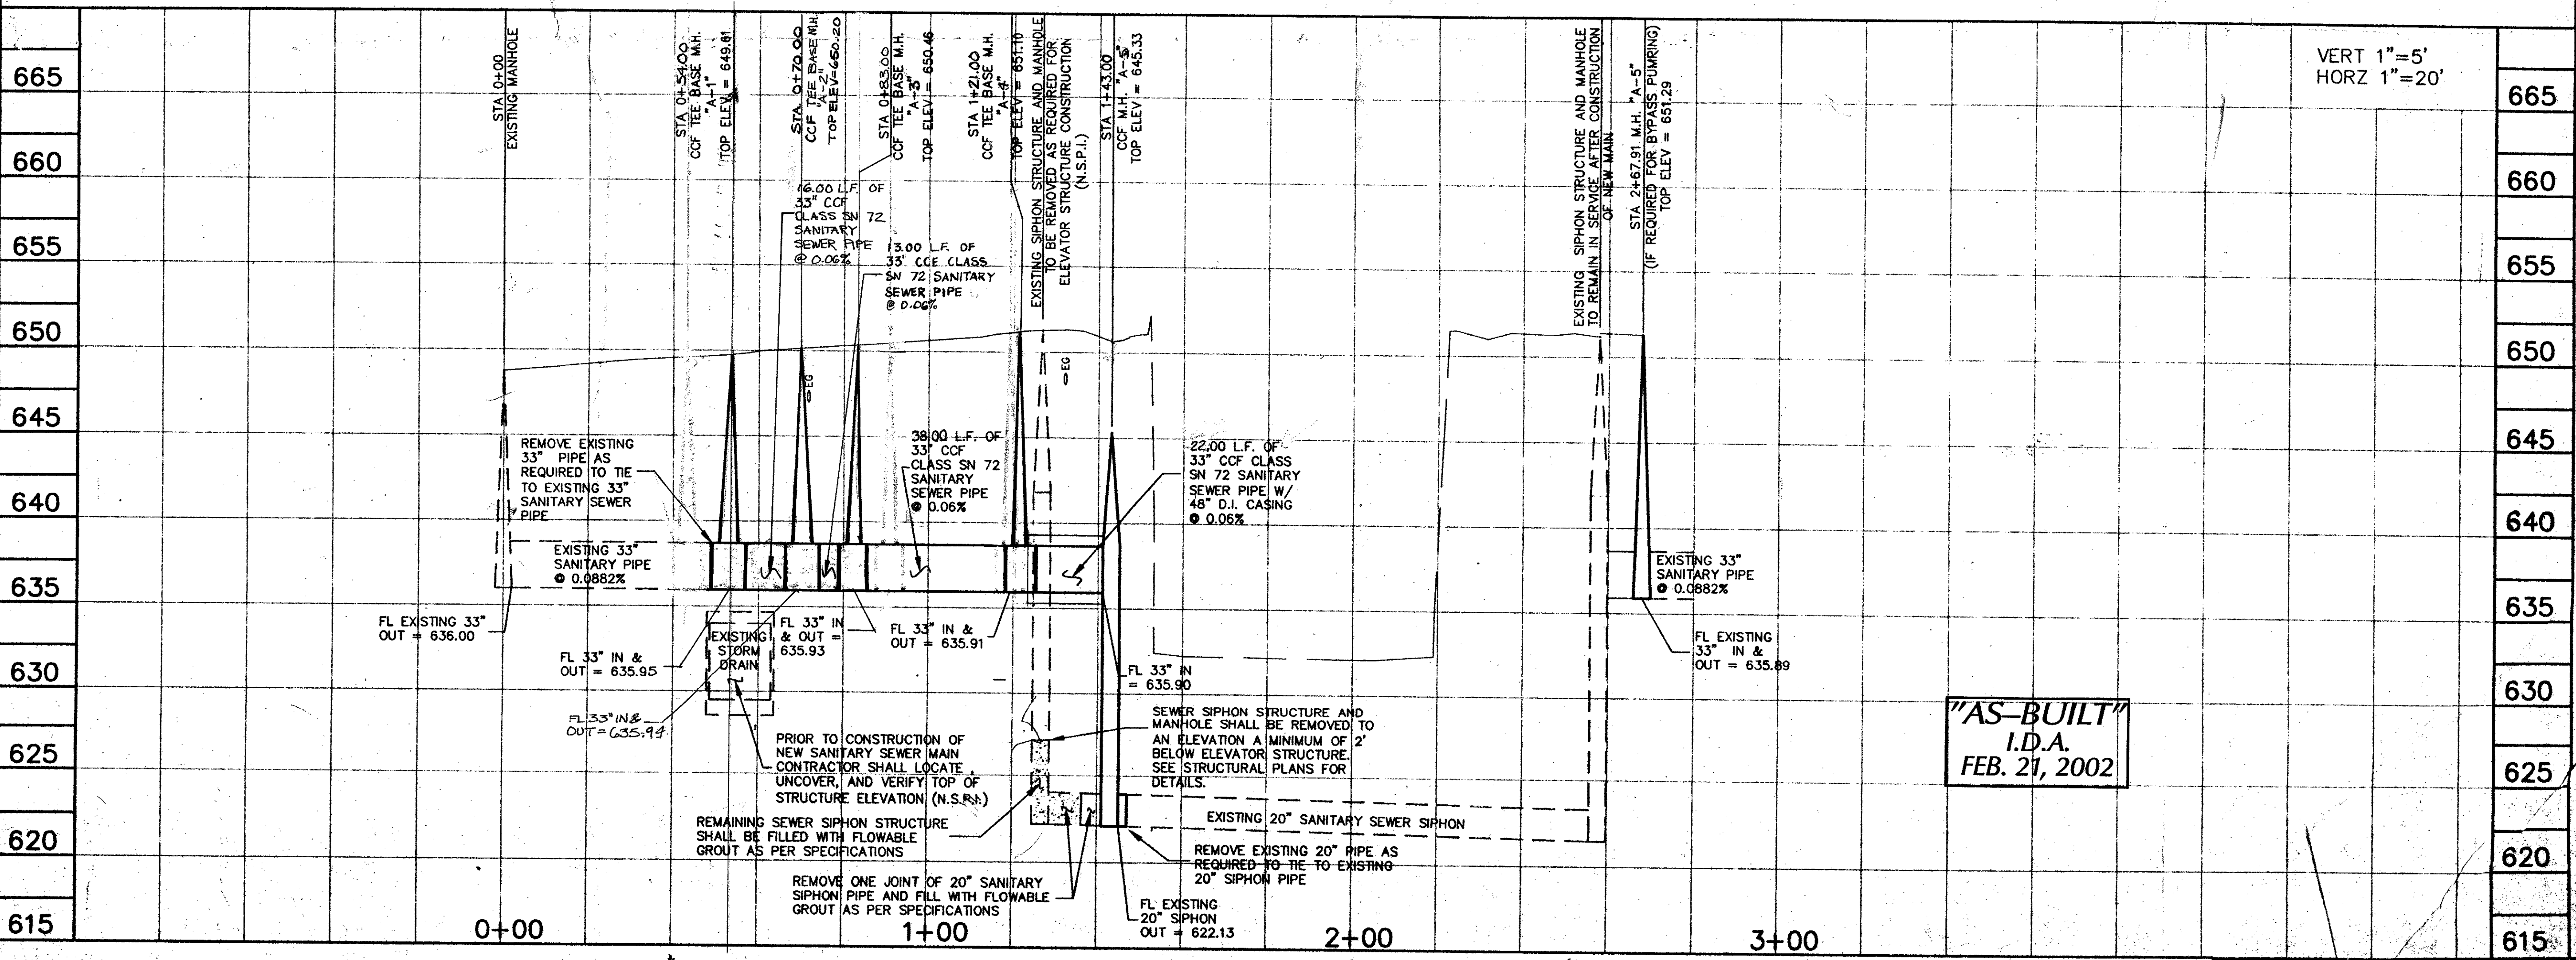 VERT 1"=5'
HORZ 1"=20'
665
660
655
650
645
640
635
630
625
620
615
STA 0+00
EXISTING MANHOLE
STA 0+54.00
CCF TEE BASE M.H.
"A-1"
TOP ELEV = 649.81
STA. 0+70.00
CCF TEE BASE M.H.
"A-2"
TOP ELEV=650.20
STA 0+83.00
CCF TEE BASE M.H.
"A-3"
TOP ELEV = 650.46
STA 1+21.00
CCF TEE BASE M.H.
"A-4"
TOP ELEV = 651.10
EXISTING SIPHON STRUCTURE AND MANHOLE
TO BE REMOVED AS REQUIRED FOR
ELEVATOR STRUCTURE CONSTRUCTION
(N.S.P.I.)
STA 1+43.00
CCF M.H. "A-5"
TOP ELEV = 645.33
EXISTING SIPHON STRUCTURE AND MANHOLE
TO REMAIN IN SERVICE AFTER CONSTRUCTION
OF NEW MAIN
STA 2+67.91 M.H. "A-5"
(IF REQUIRED FOR BYPASS PUMRING)
TOP ELEV = 651.29
16.00 L.F. OF
33" CCF
CLASS SN 72
SANITARY
SEWER PIPE
@ 0.06%
13.00 L.F. OF
33' CCF CLASS
SN 72 SANITARY
SEWER PIPE
@ 0.06%
EG
EG
REMOVE EXISTING
33" PIPE AS
REQUIRED TO TIE
TO EXISTING 33"
SANITARY SEWER
PIPE
38.00 L.F. OF
33" CCF
CLASS SN 72
SANITARY
SEWER PIPE
@ 0.06%
22.00 L.F. OF
33" CCF CLASS
SN 72 SANITARY
SEWER PIPE W/
48" D.I. CASING
@ 0.06%
EXISTING 33"
SANITARY PIPE
@ 0.0882%
EXISTING 33"
SANITARY PIPE
@ 0.0882%
FL EXISTING 33"
OUT = 636.00
FL 33" IN &
OUT = 635.95
FL 33" IN &
OUT = 635.94
EXISTING
STORM
DRAIN
FL 33" IN
& OUT =
635.93
FL 33" IN &
OUT = 635.91
FL 33" IN
= 635.90
FL EXISTING
33" IN &
OUT = 635.89
PRIOR TO CONSTRUCTION OF
NEW SANITARY SEWER MAIN
CONTRACTOR SHALL LOCATE,
UNCOVER, AND VERIFY TOP OF
STRUCTURE ELEVATION (N.S.P.I.)
SEWER SIPHON STRUCTURE AND
MANHOLE SHALL BE REMOVED TO
AN ELEVATION A MINIMUM OF 2'
BELOW ELEVATOR STRUCTURE.
SEE STRUCTURAL PLANS FOR
DETAILS.
REMAINING SEWER SIPHON STRUCTURE
SHALL BE FILLED WITH FLOWABLE
GROUT AS PER SPECIFICATIONS
EXISTING 20" SANITARY SEWER SIPHON
REMOVE EXISTING 20" PIPE AS
REQUIRED TO TIE TO EXISTING
20" SIPHON PIPE
REMOVE ONE JOINT OF 20" SANITARY
SIPHON PIPE AND FILL WITH FLOWABLE
GROUT AS PER SPECIFICATIONS
FL EXISTING
20" SIPHON
OUT = 622.13
"AS-BUILT"
I.D.A.
FEB. 21, 2002
0+00
1+00
2+00
3+00
665
660
655
650
645
640
635
630
625
620
615